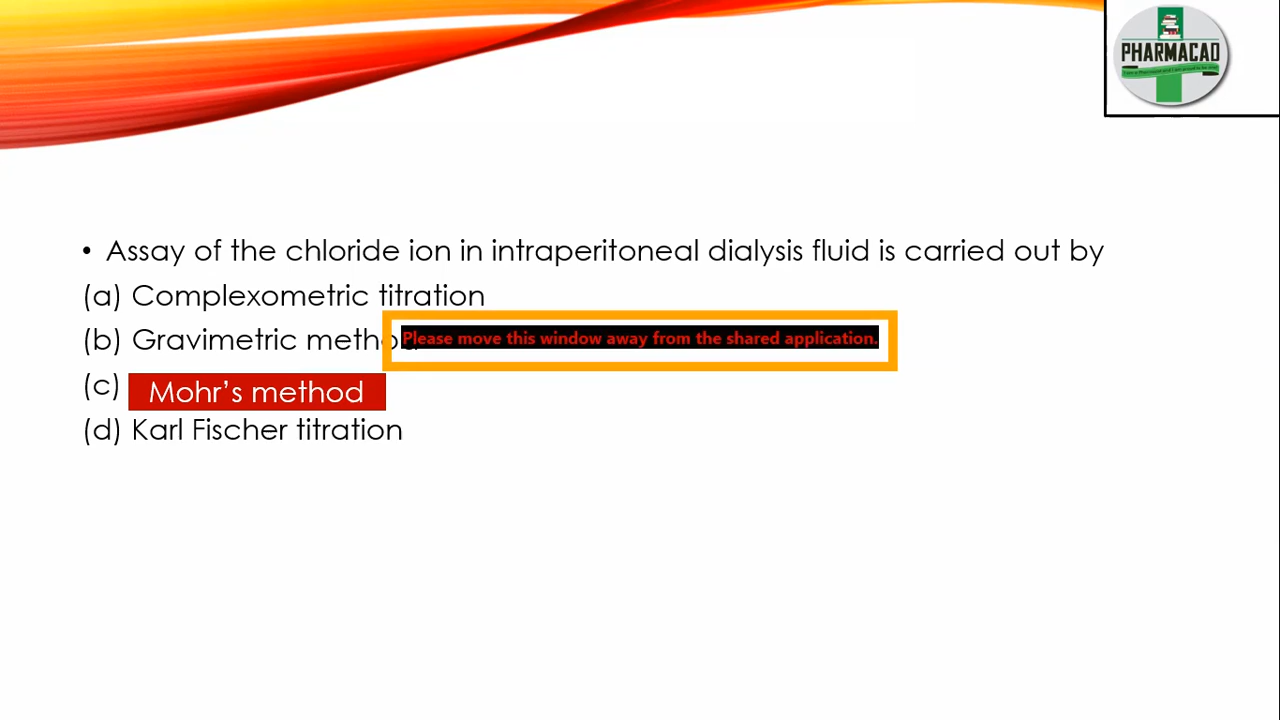 PHARMACAD
• Assay of the chloride ion in intraperitoneal dialysis fluid is carried out by
(a) Complexometric titration
(b) Gravimetric method
Please move this window away from the shared application.
(c) Mohr's method
(d) Karl Fischer titration